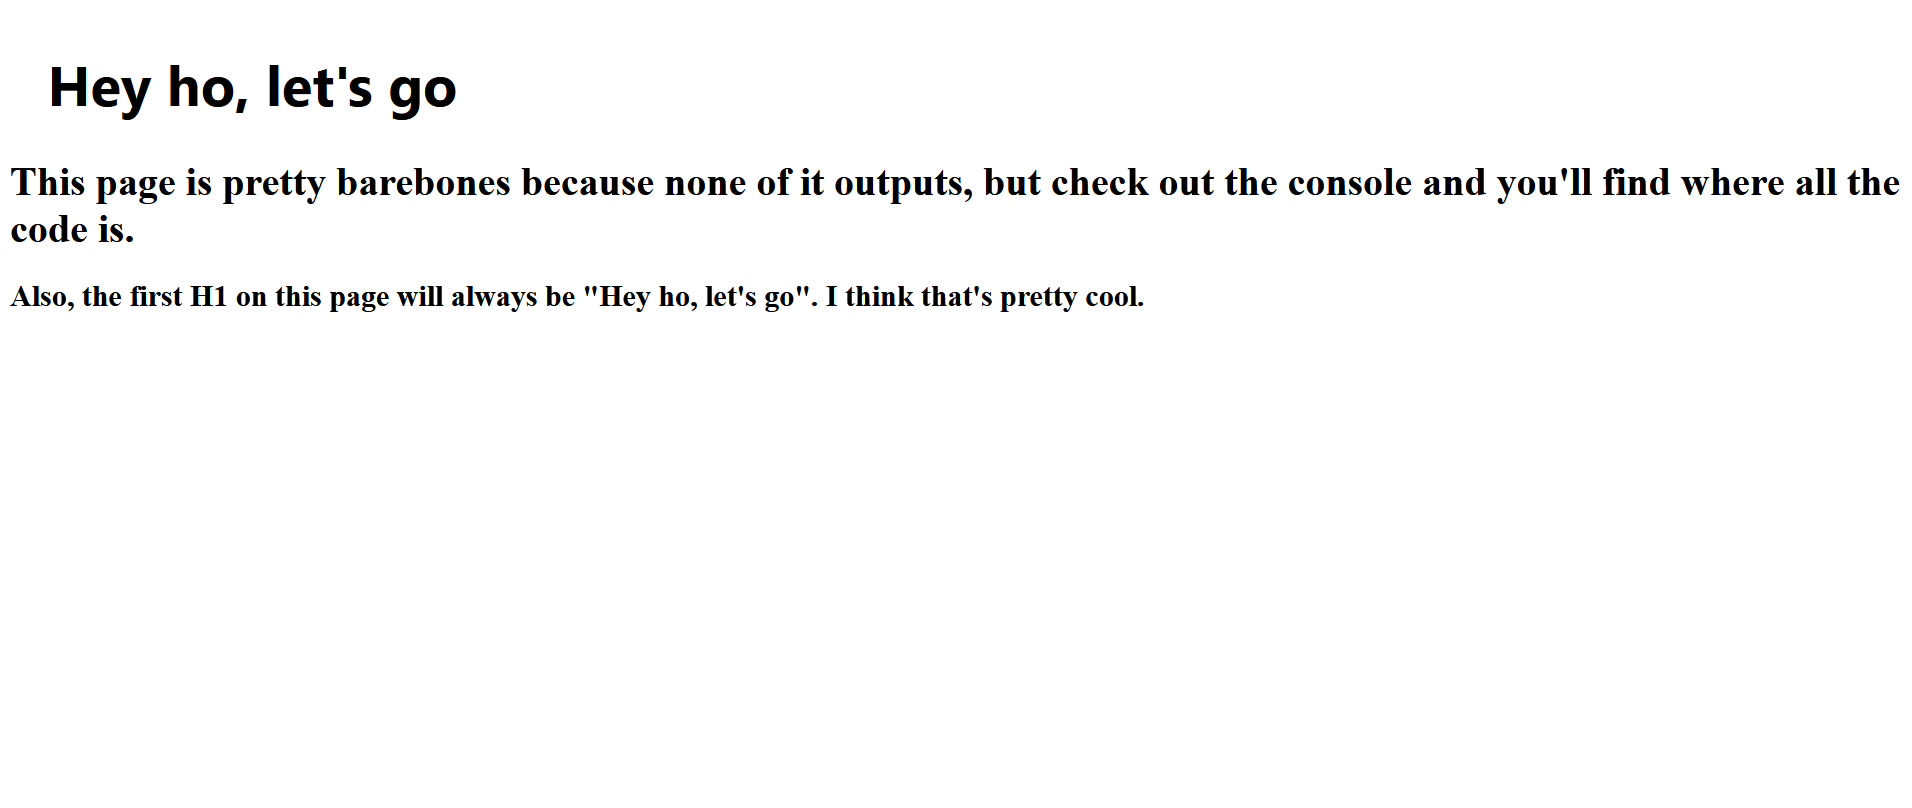 Hey ho, let's go
This page is pretty barebones because none of it outputs, but check out the console and you'll find where all the
code is.
Also, the first H1 on this page will always be "Hey ho, let's go". I think that's pretty cool.